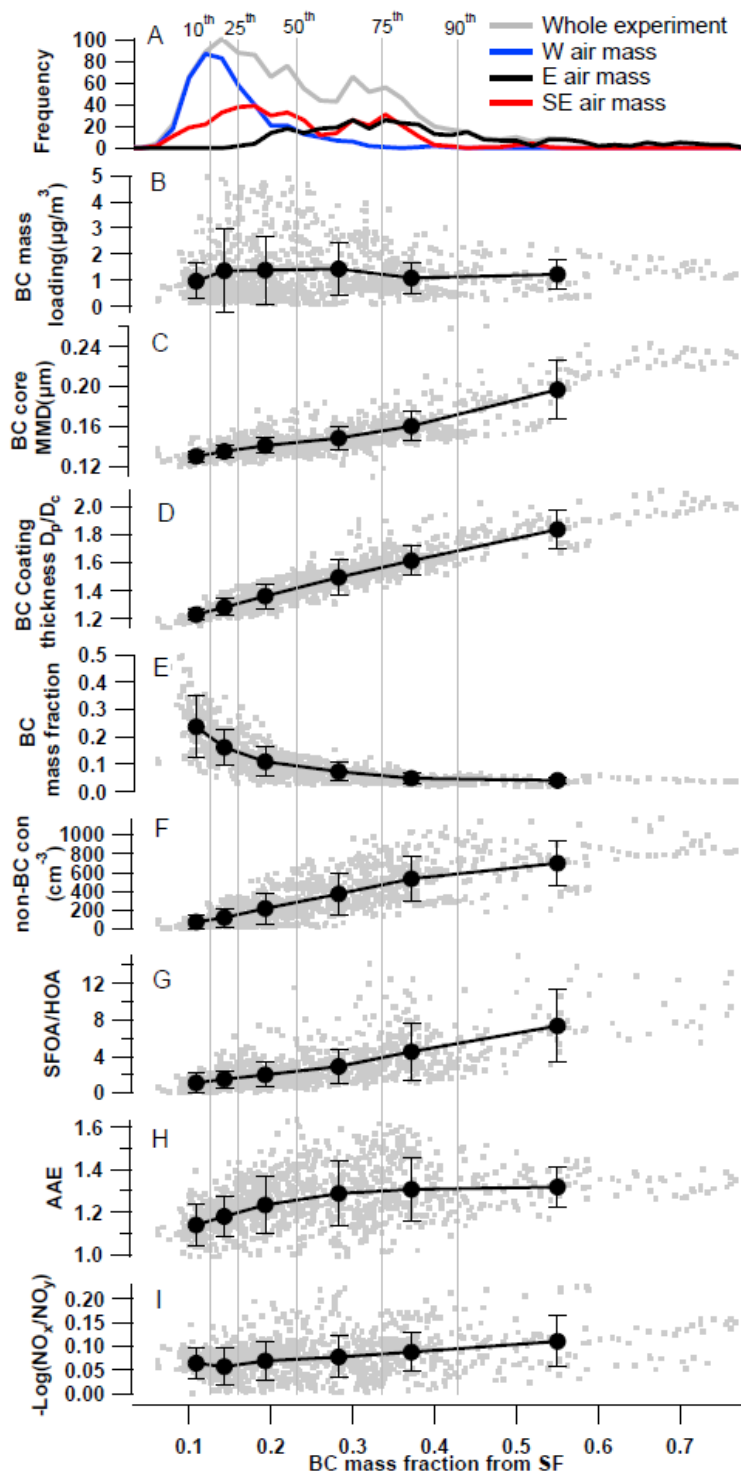 10th 25th 50th 75th 90th
Whole experiment
W air mass
E air mass
SE air mass
A
Frequency
100
80
60
40
20
0
B
BC mass
loading(μg/m3)
5
4
3
2
1
0
C
BC core
MMD(μm)
0.24
0.20
0.16
0.12
D
BC Coating
thickness Dp/Dc
2.0
1.8
1.6
1.4
1.2
E
BC
mass fraction
0.5
0.4
0.3
0.2
0.1
0.0
F
non-BC con
(cm-3)
1000
800
600
400
200
0
G
SFOA/HOA
12
8
4
0
H
AAE
1.6
1.4
1.2
1.0
I
-Log(NOx/NOy)
0.20
0.15
0.10
0.05
0.00
0.1 0.2 0.3 0.4 0.5 0.6 0.7
BC mass fraction from SF